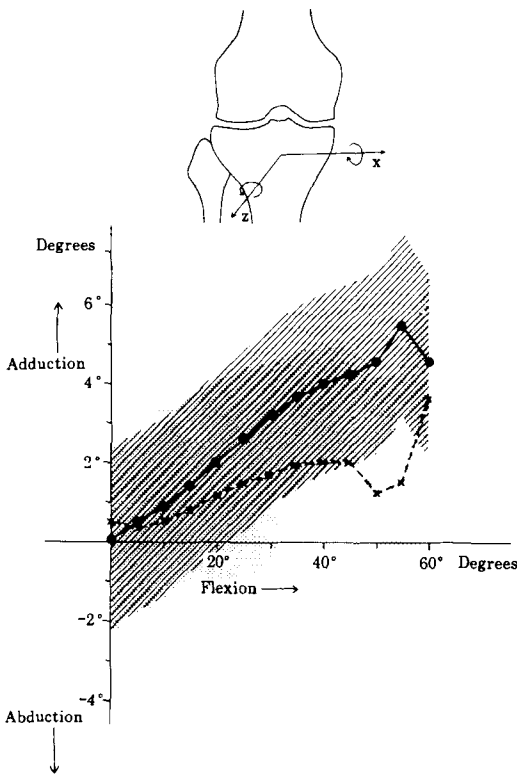 x
z
Degrees
6°
Adduction
4°
2°
20° 40° 60° Degrees
Flexion
-2°
-4°
Abduction